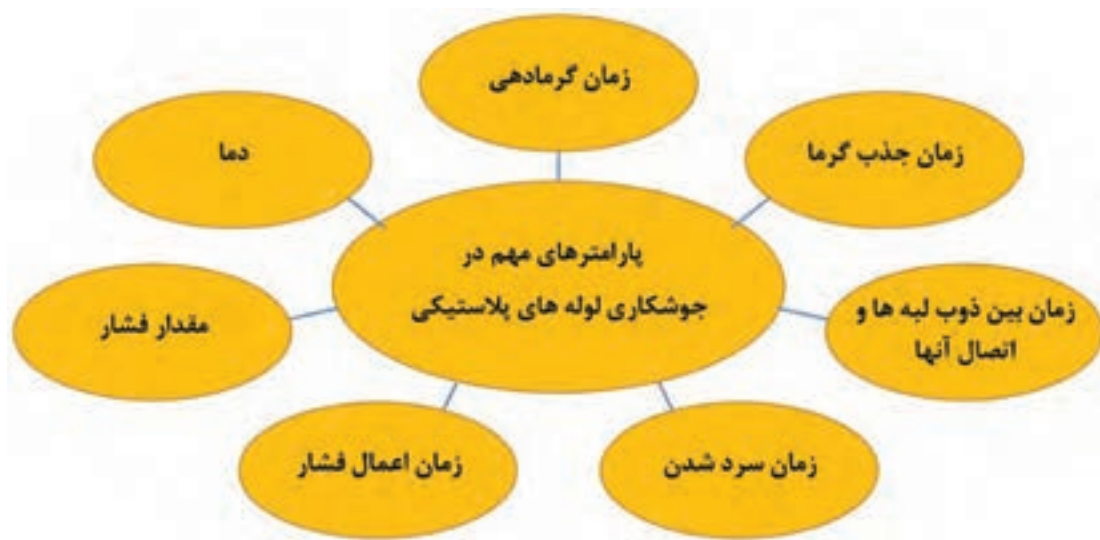 زمان گرمادهی
زمان جذب گرما
دما
پارامترهای مهم در
جوشکاری لوله های پلاستیکی
زمان بین ذوب لبه ها و
اتصال آنها
مقدار فشار
زمان سرد شدن
زمان اعمال فشار